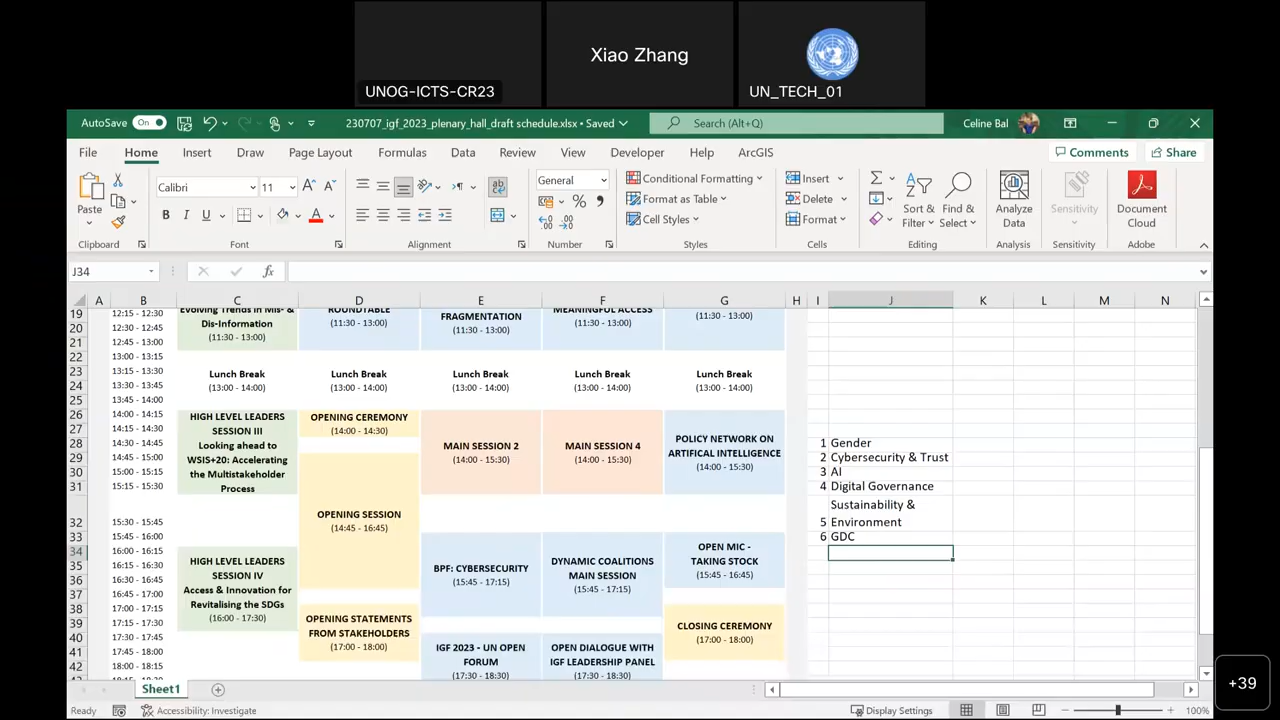 UNOG-ICTS-CR23
Xiao Zhang
UN_TECH_01
AutoSave On
230707_igf_2023_plenary_hall_draft schedule.xlsx • Saved
Search (Alt+Q)
Celine Bal
File Home Insert Draw Page Layout Formulas Data Review View Developer Help ArcGIS
Comments Share
Paste
Clipboard
Calibri 11
B I U
Font
Alignment
General
Number
Conditional Formatting
Format as Table
Cell Styles
Styles
Insert
Delete
Format
Cells
Sort & Filter
Find & Select
Editing
Analyze Data
Analysis
Sensitivity
Sensitivity
Document Cloud
Adobe
J34
fx
A B C D E F G H I J K L M N
19 12:15 - 12:30
20 12:30 - 12:45
21 12:45 - 13:00
22 13:00 - 13:15
23 13:15 - 13:30
24 13:30 - 13:45
25 13:45 - 14:00
26 14:00 - 14:15
27 14:15 - 14:30
28 14:30 - 14:45
29 14:45 - 15:00
30 15:00 - 15:15
31 15:15 - 15:30
32 15:30 - 15:45
33 15:45 - 16:00
34 16:00 - 16:15
35 16:15 - 16:30
36 16:30 - 16:45
37 16:45 - 17:00
38 17:00 - 17:15
39 17:15 - 17:30
40 17:30 - 17:45
41 17:45 - 18:00
42 18:00 - 18:15
Evolving Trends in Mis- &
Dis-Information
(11:30 - 13:00)
Lunch Break
(13:00 - 14:00)
HIGH LEVEL LEADERS
SESSION III
Looking ahead to
WSIS+20: Accelerating
the Multistakeholder
Process
HIGH LEVEL LEADERS
SESSION IV
Access & Innovation for
Revitalising the SDGs
(16:00 - 17:30)
ROUNDTABLE
(11:30 - 13:00)
Lunch Break
(13:00 - 14:00)
OPENING CEREMONY
(14:00 - 14:30)
OPENING SESSION
(14:45 - 16:45)
OPENING STATEMENTS
FROM STAKEHOLDERS
(17:00 - 18:00)
FRAGMENTATION
(11:30 - 13:00)
Lunch Break
(13:00 - 14:00)
MAIN SESSION 2
(14:00 - 15:30)
BPF: CYBERSECURITY
(15:45 - 17:15)
IGF 2023 - UN OPEN
FORUM
(17:30 - 18:30)
MEANINGFUL ACCESS
(11:30 - 13:00)
Lunch Break
(13:00 - 14:00)
MAIN SESSION 4
(14:00 - 15:30)
DYNAMIC COALITIONS
MAIN SESSION
(15:45 - 17:15)
OPEN DIALOGUE WITH
IGF LEADERSHIP PANEL
(17:30 - 18:30)
(11:30 - 13:00)
Lunch Break
(13:00 - 14:00)
POLICY NETWORK ON
ARTIFICAL INTELLIGENCE
(14:00 - 15:30)
OPEN MIC -
TAKING STOCK
(15:45 - 16:45)
CLOSING CEREMONY
(17:00 - 18:00)
1 Gender
2 Cybersecurity & Trust
3 AI
4 Digital Governance
Sustainability &
5 Environment
6 GDC
Sheet1
Ready
Accessibility: Investigate
Display Settings
100%
+39